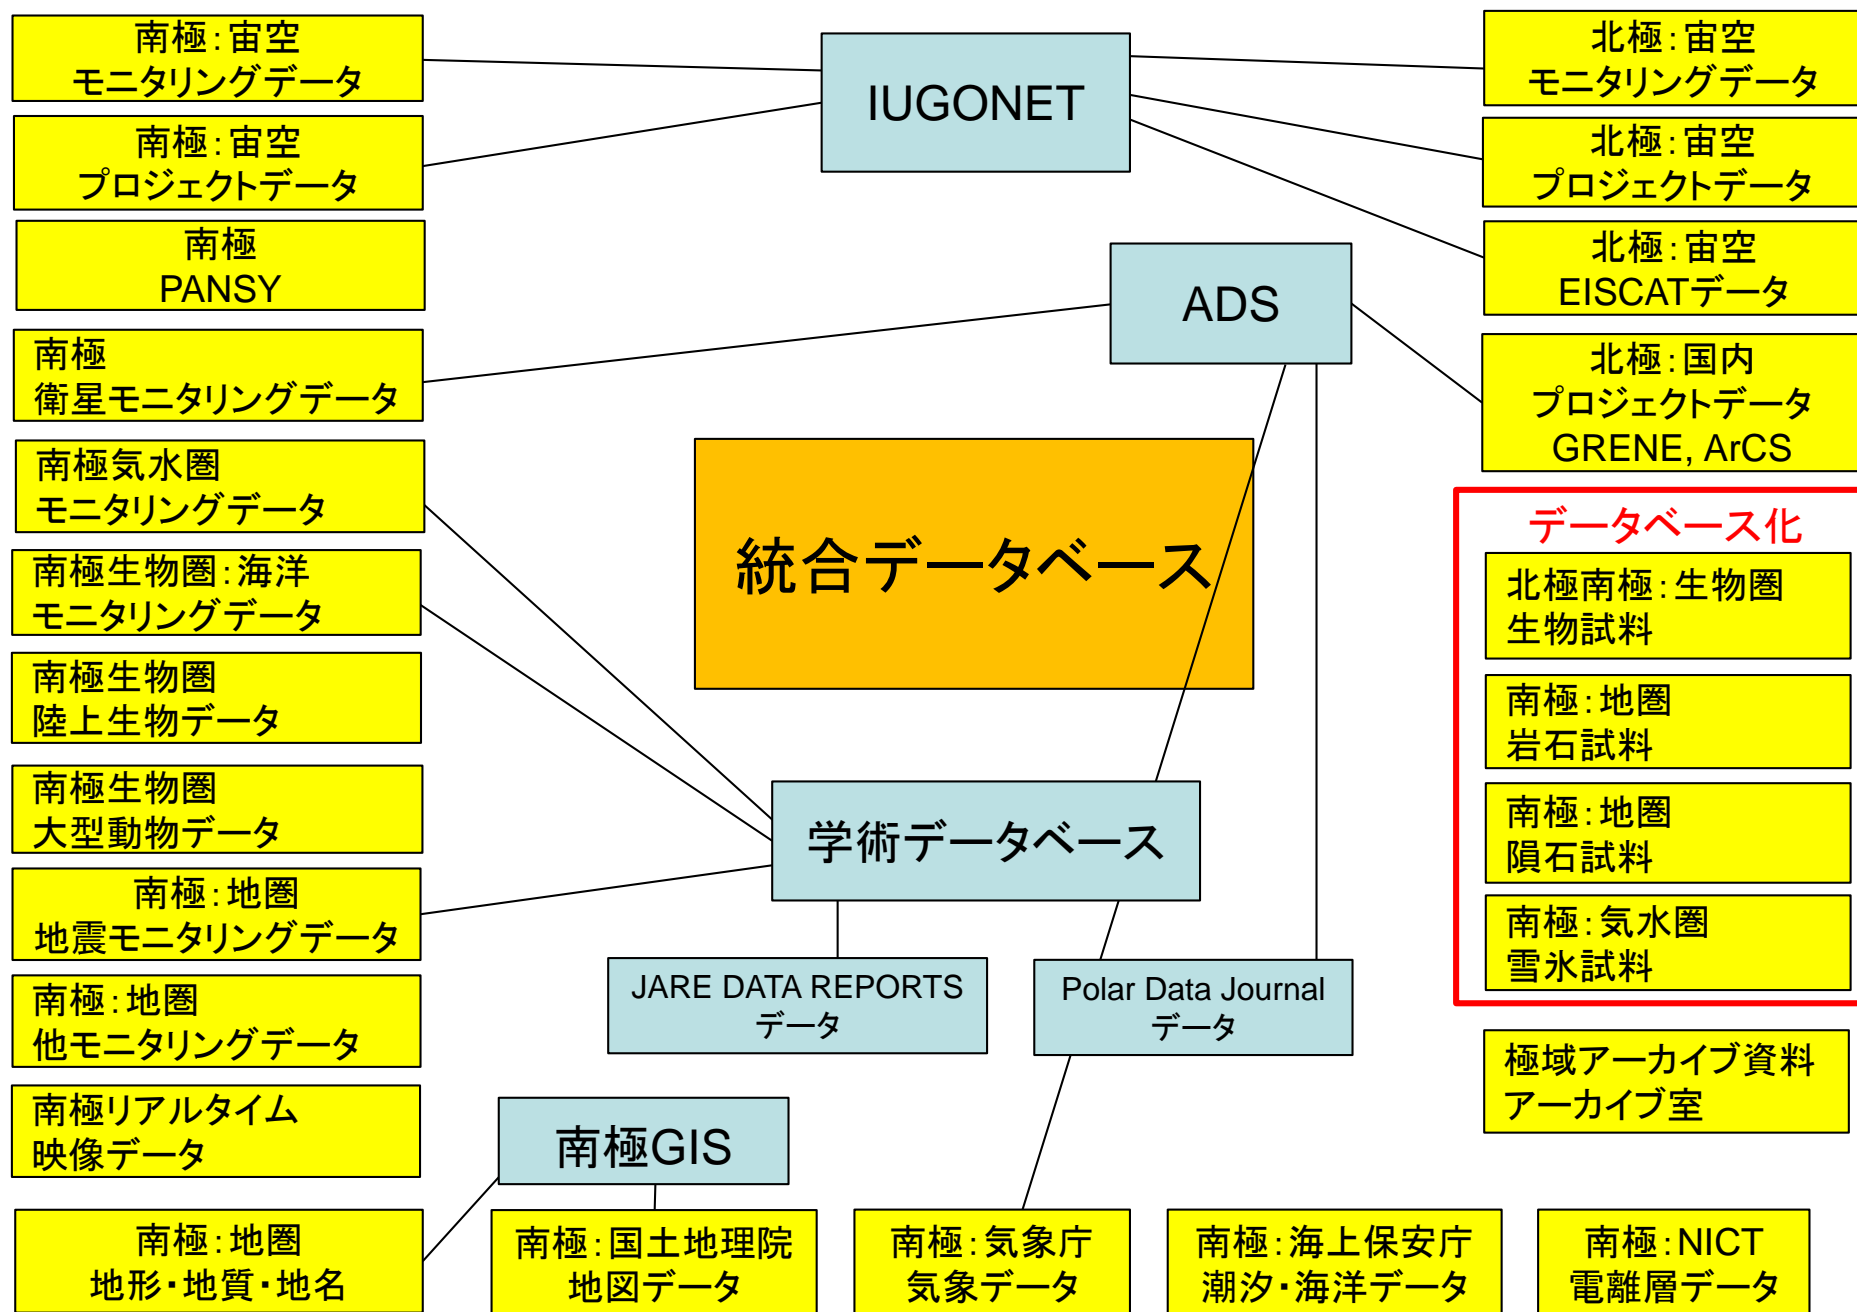 南極：宙空
モニタリングデータ
南極：宙空
プロジェクトデータ
南極
PANSY
南極
衛星モニタリングデータ
南極気水圏
モニタリングデータ
南極生物圏：海洋
モニタリングデータ
南極生物圏
陸上生物データ
南極生物圏
大型動物データ
南極：地圏
地震モニタリングデータ
南極：地圏
他モニタリングデータ
南極リアルタイム
映像データ
南極：地圏
地形・地質・地名
IUGONET
ADS
統合データベース
学術データベース
JARE DATA REPORTS
データ
Polar Data Journal
データ
南極GIS
南極：国土地理院
地図データ
南極：気象庁
気象データ
南極：海上保安庁
潮汐・海洋データ
南極：NICT
電離層データ
北極：宙空
モニタリングデータ
北極：宙空
プロジェクトデータ
北極：宙空
EISCATデータ
北極：国内
プロジェクトデータ
GRENE, ArCS
データベース化
北極南極：生物圏
生物試料
南極：地圏
岩石試料
南極：地圏
隕石試料
南極：気水圏
雪氷試料
極域アーカイブ資料
アーカイブ室